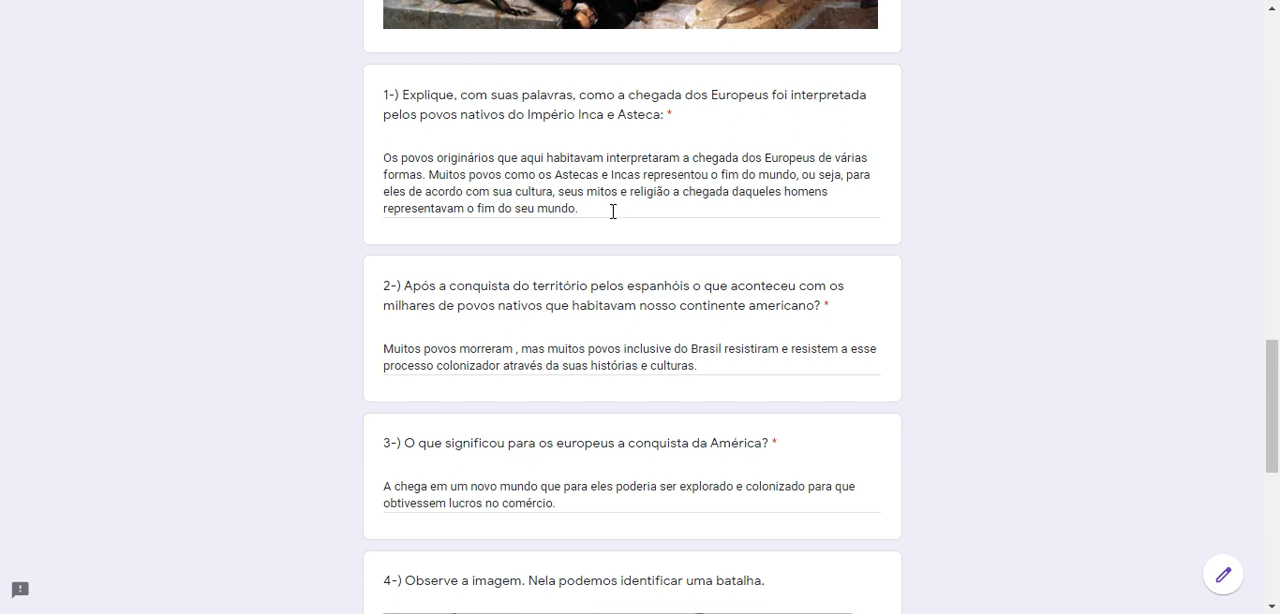 1-) Explique, com suas palavras, como a chegada dos Europeus foi interpretada
pelos povos nativos do Império Inca e Asteca: *
Os povos originários que aqui habitavam interpretaram a chegada dos Europeus de várias
formas. Muitos povos como os Astecas e Incas representou o fim do mundo, ou seja, para
eles de acordo com sua cultura, seus mitos e religião a chegada daqueles homens
representavam o fim do seu mundo.
2-) Após a conquista do território pelos espanhóis o que aconteceu com os
milhares de povos nativos que habitavam nosso continente americano? *
Muitos povos morreram , mas muitos povos inclusive do Brasil resistiram e resistem a esse
processo colonizador através da suas histórias e culturas.
3-) O que significou para os europeus a conquista da América? *
A chega em um novo mundo que para eles poderia ser explorado e colonizado para que
obtivessem lucros no comércio.
4-) Observe a imagem. Nela podemos identificar uma batalha.